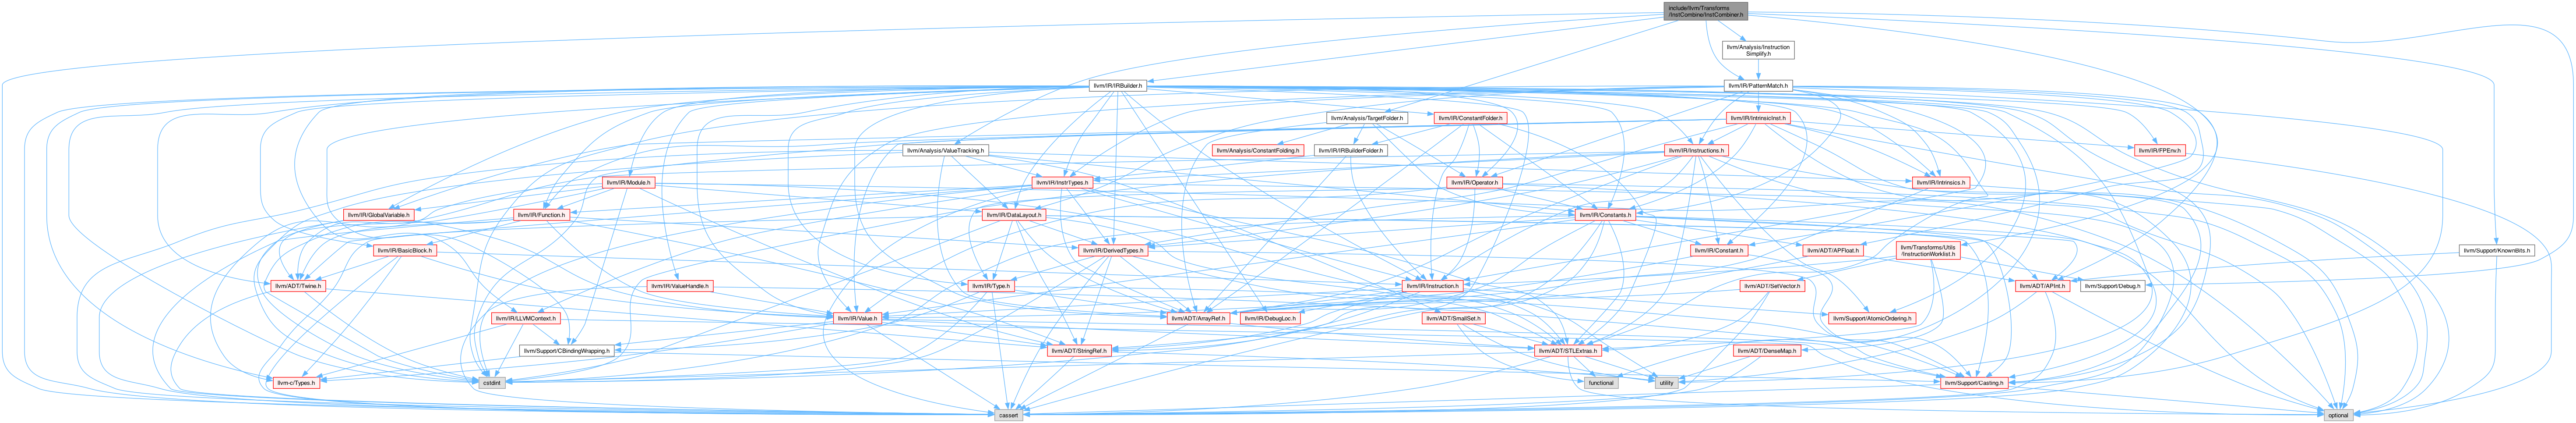 include/llvm/Transforms
/InstCombine/InstCombiner.h
llvm/Analysis/Instruction
Simplify.h
llvm/IR/IRBuilder.h
llvm/IR/PatternMatch.h
llvm/Analysis/TargetFolder.h
llvm/IR/ConstantFolder.h
llvm/IR/IntrinsicInst.h
llvm/Analysis/ValueTracking.h
llvm/Analysis/ConstantFolding.h
llvm/IR/IRBuilderFolder.h
llvm/IR/Instructions.h
llvm/IR/FPEnv.h
llvm/IR/Module.h
llvm/IR/InstrTypes.h
llvm/IR/Operator.h
llvm/IR/Intrinsics.h
llvm/IR/GlobalVariable.h
llvm/IR/Function.h
llvm/IR/DataLayout.h
llvm/IR/Constants.h
llvm/IR/BasicBlock.h
llvm/IR/DerivedTypes.h
llvm/IR/Constant.h
llvm/ADT/APFloat.h
llvm/Transforms/Utils
/InstructionWorklist.h
llvm/Support/KnownBits.h
llvm/ADT/Twine.h
llvm/IR/ValueHandle.h
llvm/IR/Type.h
llvm/IR/Instruction.h
llvm/ADT/SetVector.h
llvm/ADT/APInt.h
llvm/Support/Debug.h
llvm/IR/LLVMContext.h
llvm/IR/Value.h
llvm/ADT/ArrayRef.h
llvm/IR/DebugLoc.h
llvm/ADT/SmallSet.h
llvm/Support/AtomicOrdering.h
llvm/Support/CBindingWrapping.h
llvm/ADT/StringRef.h
llvm/ADT/STLExtras.h
llvm/ADT/DenseMap.h
llvm-c/Types.h
cstdint
functional
utility
llvm/Support/Casting.h
cassert
optional